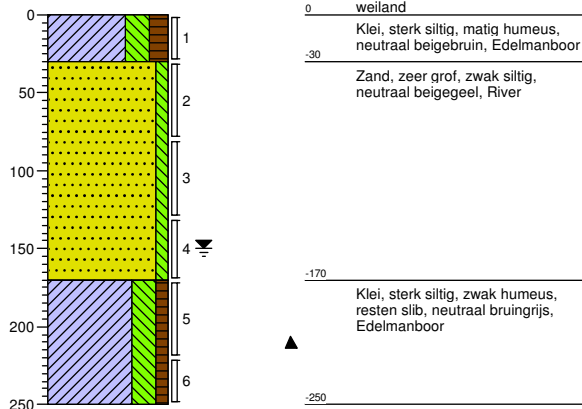 0
50
100
150
200
250
1
2
3
4
5
6
0 weiland
Klei, sterk siltig, matig humeus,
neutraal beigebruin, Edelmanboor
-30
Zand, zeer grof, zwak siltig,
neutraal beigegeel, River
-170
Klei, sterk siltig, zwak humeus,
resten slib, neutraal bruingrijs,
Edelmanboor
-250